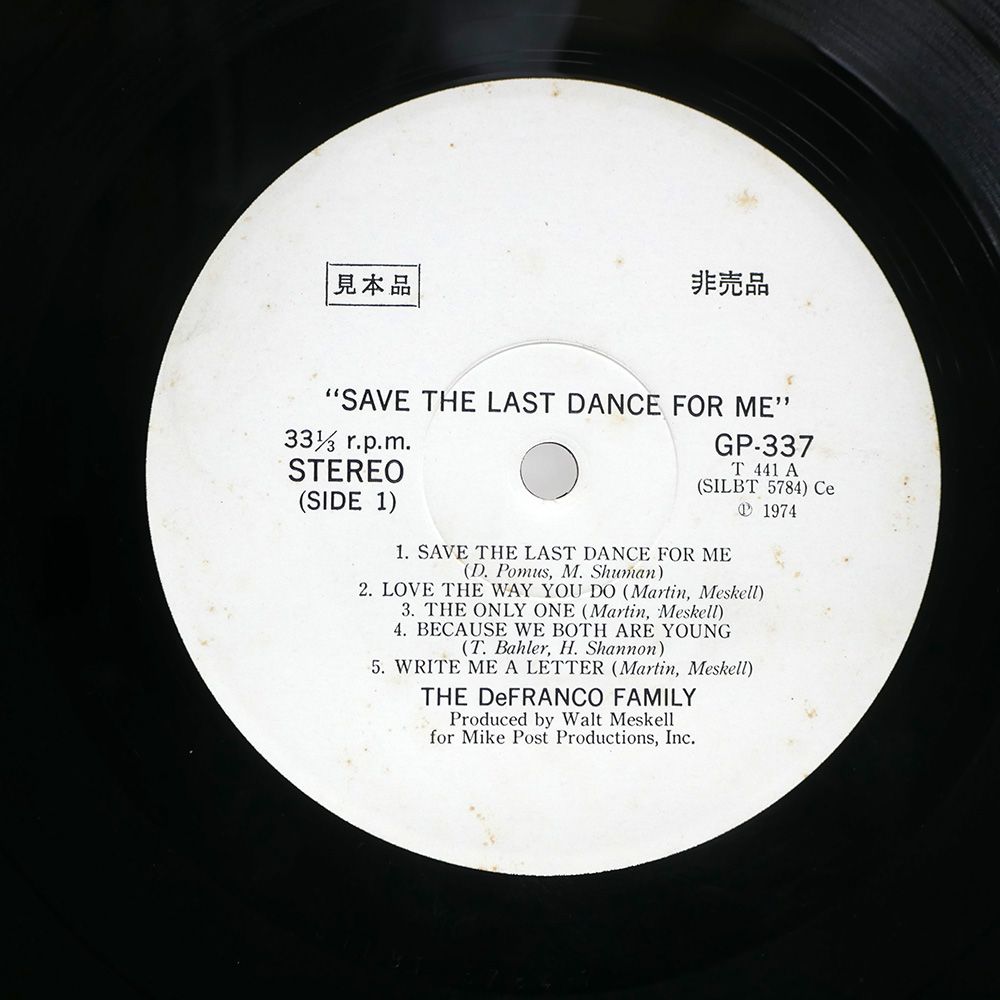 見本品
非売品
"SAVE THE LAST DANCE FOR ME"
33⅓ r.p.m.
STEREO
(SIDE 1)
GP-337
T 441 A
(SILBT 5784) Ce
℗ 1974
1. SAVE THE LAST DANCE FOR ME
(D. Pomus, M. Shuman)
2. LOVE THE WAY YOU DO (Martin, Meskell)
3. THE ONLY ONE (Martin, Meskell)
4. BECAUSE WE BOTH ARE YOUNG
(T. Bahler, H. Shannon)
5. WRITE ME A LETTER (Martin, Meskell)
THE DeFRANCO FAMILY
Produced by Walt Meskell
for Mike Post Productions, Inc.